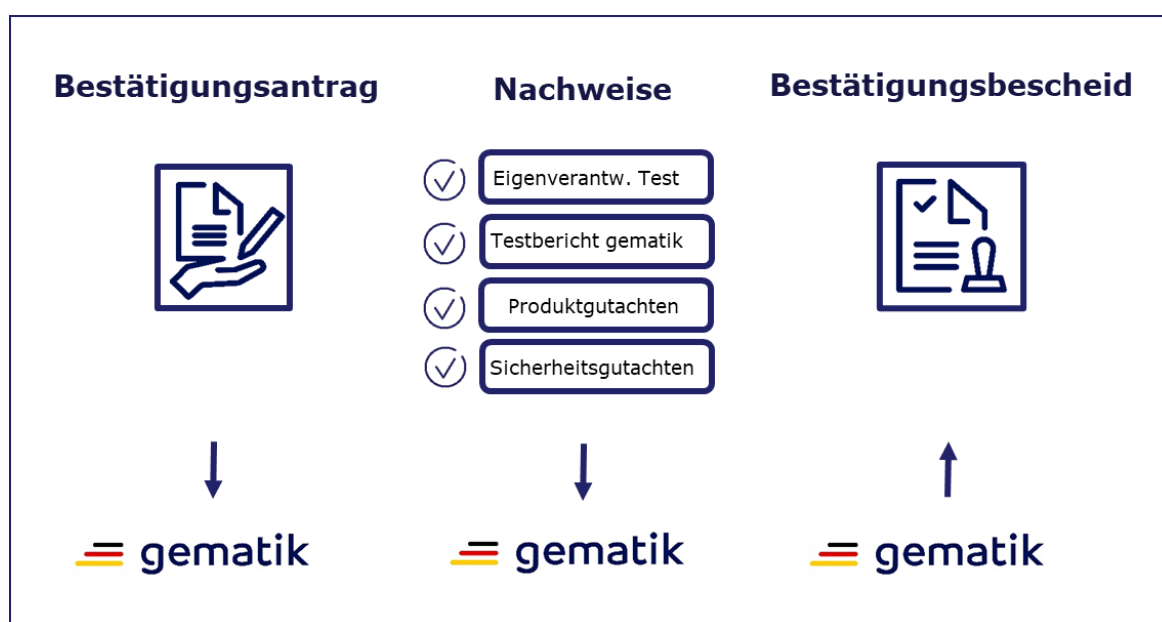 Bestätigungsantrag
Nachweise
Bestätigungsbescheid
Eigenverantw. Test
Testbericht gematik
Produktgutachten
Sicherheitsgutachten
gematik
gematik
gematik